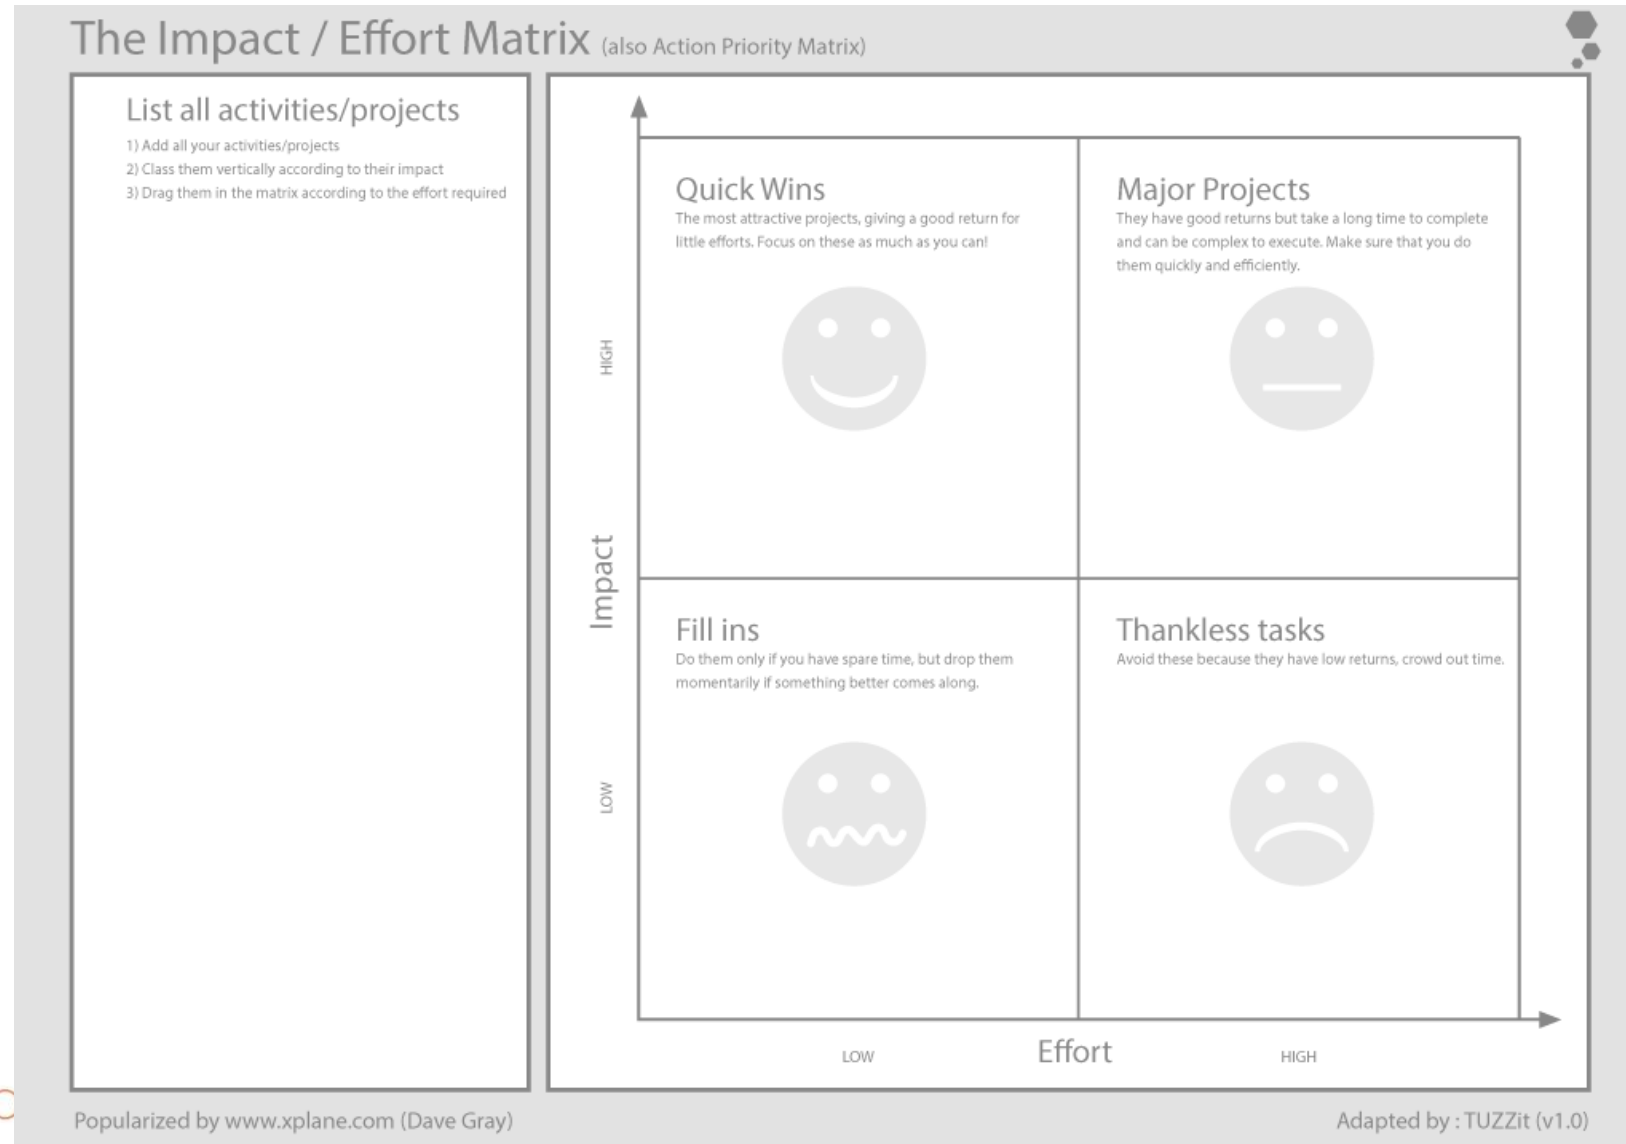 The Impact / Effort Matrix (also Action Priority Matrix)
List all activities/projects
1) Add all your activities/projects
2) Class them vertically according to their impact
3) Drag them in the matrix according to the effort required
Quick Wins
The most attractive projects, giving a good return for
little efforts. Focus on these as much as you can!
Major Projects
They have good returns but take a long time to complete
and can be complex to execute. Make sure that you do
them quickly and efficiently.
HIGH
Impact
Fill ins
Do them only if you have spare time, but drop them
momentarily if something better comes along.
Thankless tasks
Avoid these because they have low returns, crowd out time.
LOW
LOW
Effort
HIGH
Popularized by www.xplane.com (Dave Gray)
Adapted by : TUZZit (v1.0)